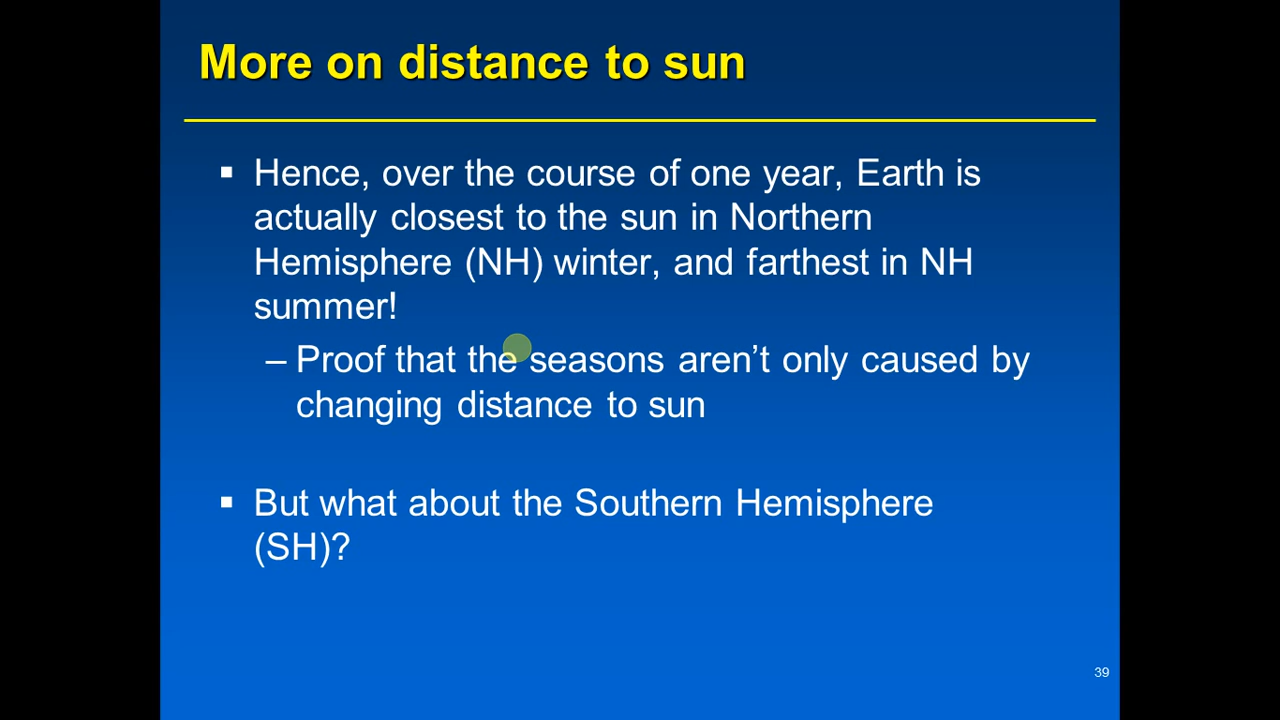 More on distance to sun
▪ Hence, over the course of one year, Earth is
actually closest to the sun in Northern
Hemisphere (NH) winter, and farthest in NH
summer!
– Proof that the seasons aren’t only caused by
changing distance to sun
▪ But what about the Southern Hemisphere
(SH)?
39